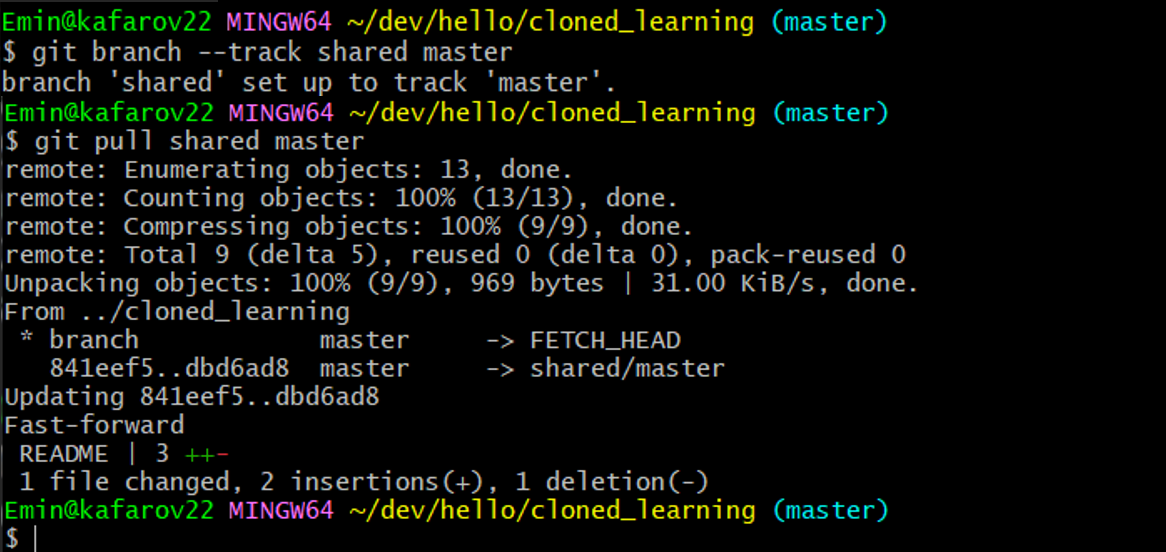 Emin@kafarov22 MINGW64 ~/dev/hello/cloned_learning (master)
$ git branch --track shared master
branch 'shared' set up to track 'master'.
Emin@kafarov22 MINGW64 ~/dev/hello/cloned_learning (master)
$ git pull shared master
remote: Enumerating objects: 13, done.
remote: Counting objects: 100% (13/13), done.
remote: Compressing objects: 100% (9/9), done.
remote: Total 9 (delta 5), reused 0 (delta 0), pack-reused 0
Unpacking objects: 100% (9/9), 969 bytes | 31.00 KiB/s, done.
From ../cloned_learning
 * branch            master     -> FETCH_HEAD
   841eef5..dbd6ad8  master     -> shared/master
Updating 841eef5..dbd6ad8
Fast-forward
 README | 3 ++-
 1 file changed, 2 insertions(+), 1 deletion(-)
Emin@kafarov22 MINGW64 ~/dev/hello/cloned_learning (master)
$